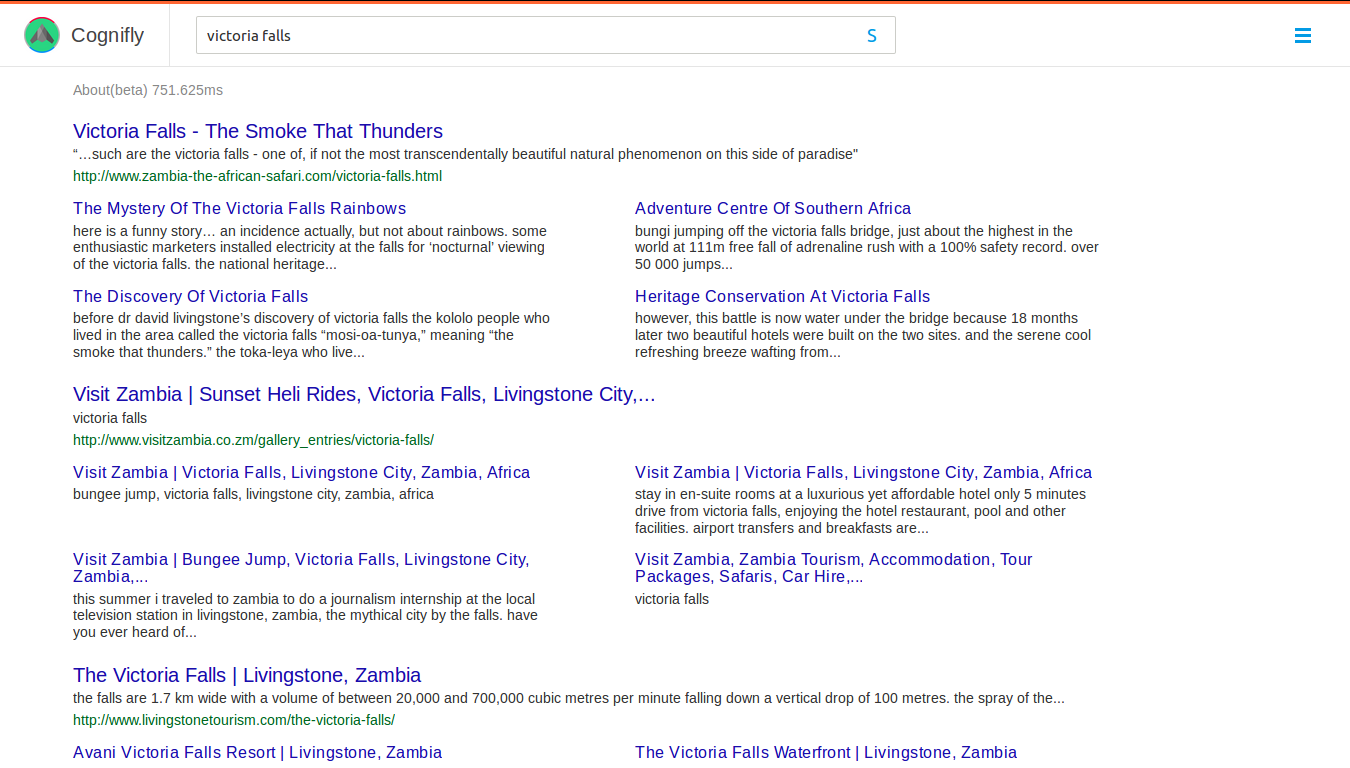 Cognifly
victoria falls
S
About(beta) 751.625ms
Victoria Falls - The Smoke That Thunders
“…such are the victoria falls - one of, if not the most transcendentally beautiful natural phenomenon on this side of paradise"
http://www.zambia-the-african-safari.com/victoria-falls.html
The Mystery Of The Victoria Falls Rainbows
here is a funny story… an incidence actually, but not about rainbows. some
enthusiastic marketers installed electricity at the falls for ‘nocturnal’ viewing
of the victoria falls. the national heritage...
Adventure Centre Of Southern Africa
bungi jumping off the victoria falls bridge, just about the highest in the
world at 111m free fall of adrenaline rush with a 100% safety record. over
50 000 jumps...
The Discovery Of Victoria Falls
before dr david livingstone’s discovery of victoria falls the kololo people who
lived in the area called the victoria falls “mosi-oa-tunya,” meaning “the
smoke that thunders.” the toka-leya who live...
Heritage Conservation At Victoria Falls
however, this battle is now water under the bridge because 18 months
later two beautiful hotels were built on the two sites. and the serene cool
refreshing breeze wafting from...
Visit Zambia | Sunset Heli Rides, Victoria Falls, Livingstone City,...
victoria falls
http://www.visitzambia.co.zm/gallery_entries/victoria-falls/
Visit Zambia | Victoria Falls, Livingstone City, Zambia, Africa
bungee jump, victoria falls, livingstone city, zambia, africa
Visit Zambia | Victoria Falls, Livingstone City, Zambia, Africa
stay in en-suite rooms at a luxurious yet affordable hotel only 5 minutes
drive from victoria falls, enjoying the hotel restaurant, pool and other
facilities. airport transfers and breakfasts are...
Visit Zambia | Bungee Jump, Victoria Falls, Livingstone City,
Zambia,...
this summer i traveled to zambia to do a journalism internship at the local
television station in livingstone, zambia, the mythical city by the falls. have
you ever heard of...
Visit Zambia, Zambia Tourism, Accommodation, Tour
Packages, Safaris, Car Hire,...
victoria falls
The Victoria Falls | Livingstone, Zambia
the falls are 1.7 km wide with a volume of between 20,000 and 700,000 cubic metres per minute falling down a vertical drop of 100 metres. the spray of the...
http://www.livingstonetourism.com/the-victoria-falls/
Avani Victoria Falls Resort | Livingstone, Zambia
The Victoria Falls Waterfront | Livingstone, Zambia